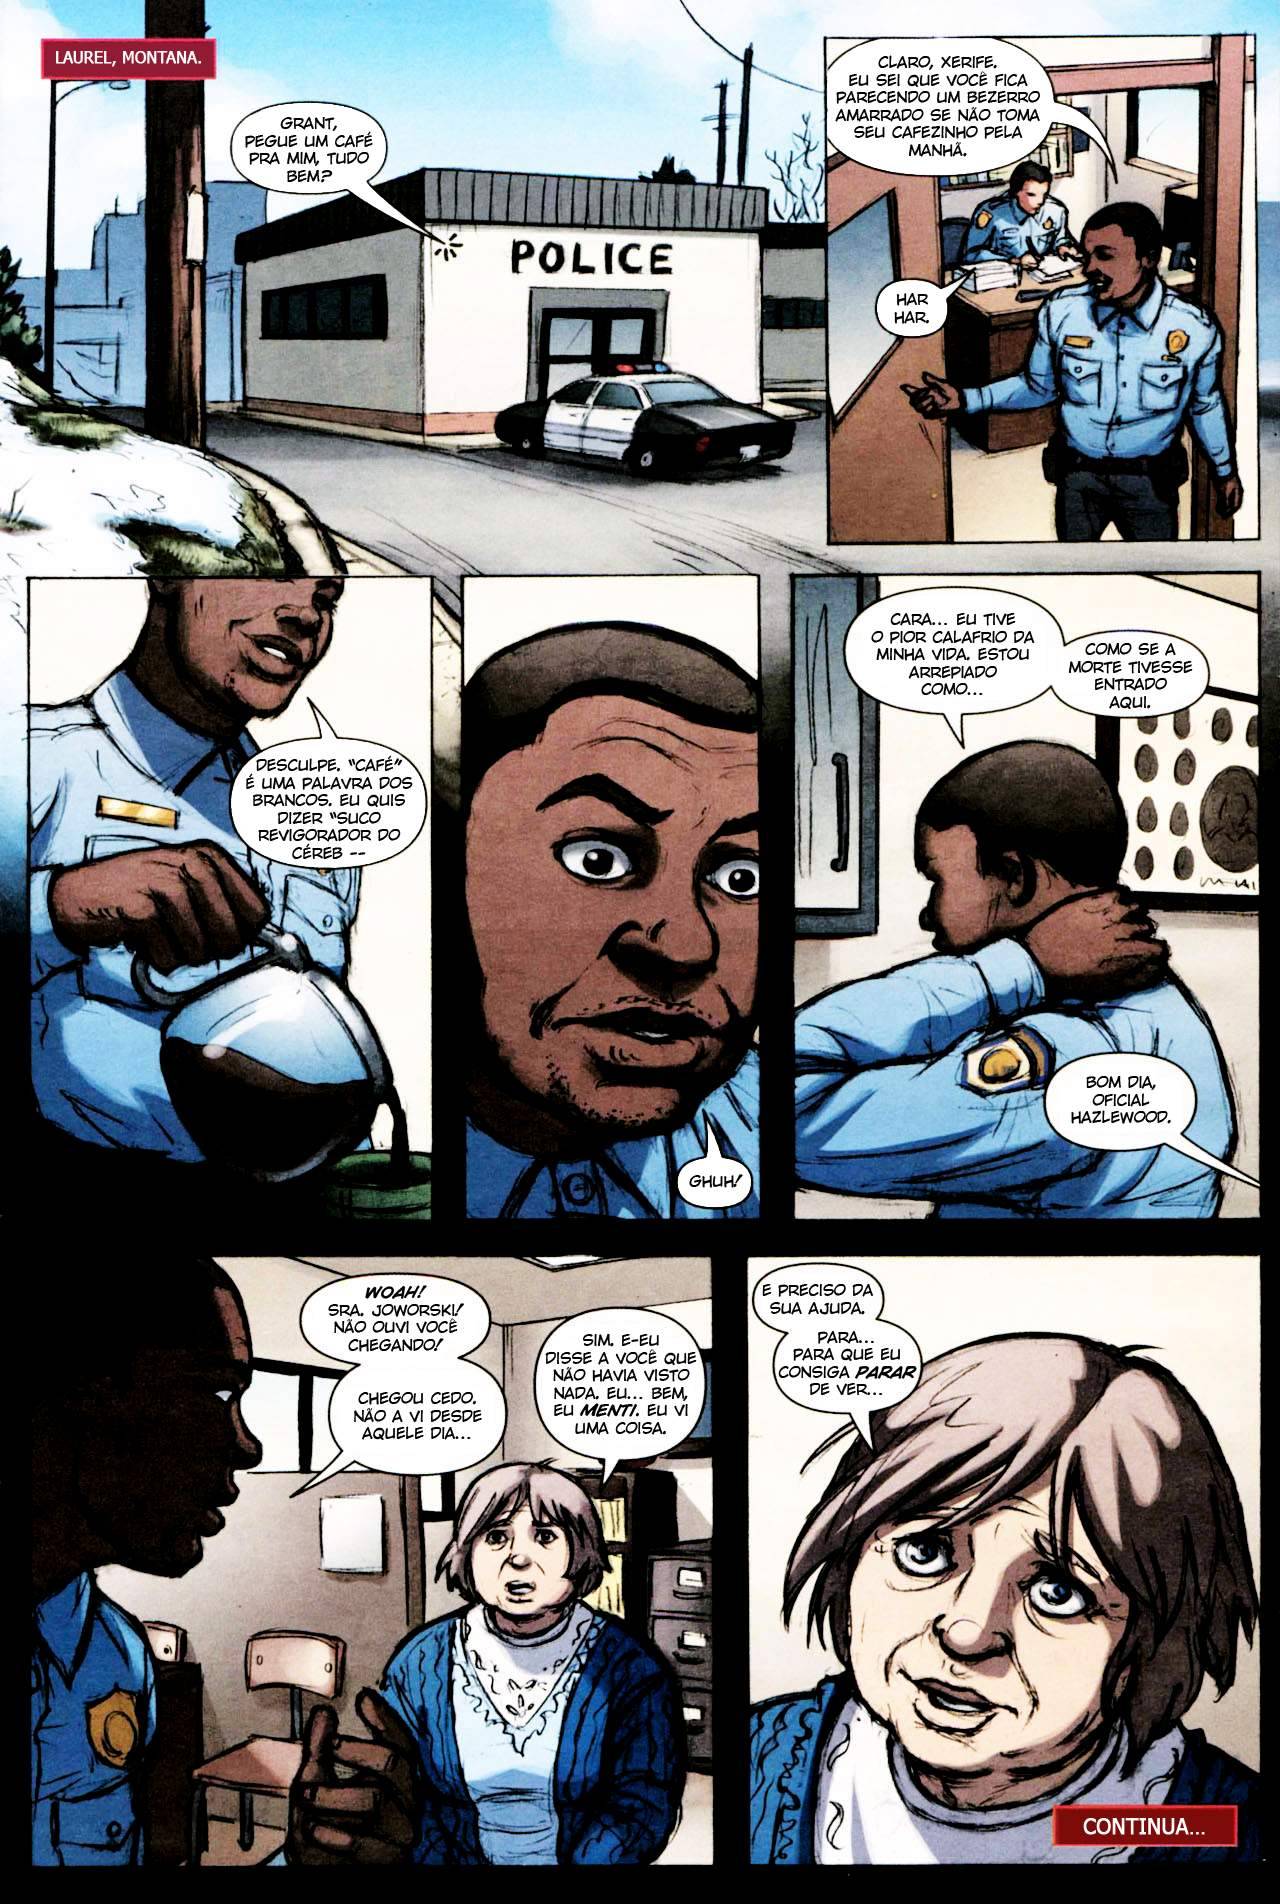 LAUREL, MONTANA.
GRANT,
PEGUE UM CAFÉ
PRA MIM, TUDO
BEM?
POLICE
CLARO, XERIFE.
EU SEI QUE VOCÊ FICA
PARECENDO UM BEZERRO
AMARRADO SE NÃO TOMA
SEU CAFEZINHO PELA
MANHÃ.
HAR
HAR.
DESCULPE. "CAFÉ"
É UMA PALAVRA DOS
BRANCOS. EU QUIS
DIZER "SUCO
REVIGORADOR DO
CÉREB --
GHUH!
CARA... EU TIVE
O PIOR CALAFRIO DA
MINHA VIDA. ESTOU
ARREPIADO
COMO...
COMO SE A
MORTE TIVESSE
ENTRADO
AQUI.
BOM DIA,
OFICIAL
HAZLEWOOD.
WOAH!
SRA. JOWORSKI!
NÃO OUVI VOCÊ
CHEGANDO!
CHEGOU CEDO.
NÃO A VI DESDE
AQUELE DIA...
SIM. E-EU
DISSE A VOCÊ QUE
NÃO HAVIA VISTO
NADA. EU... BEM,
EU MENTI. EU VI
UMA COISA.
E PRECISO DA
SUA AJUDA.
PARA...
PARA QUE EU
CONSIGA PARAR
DE VER...
CONTINUA...